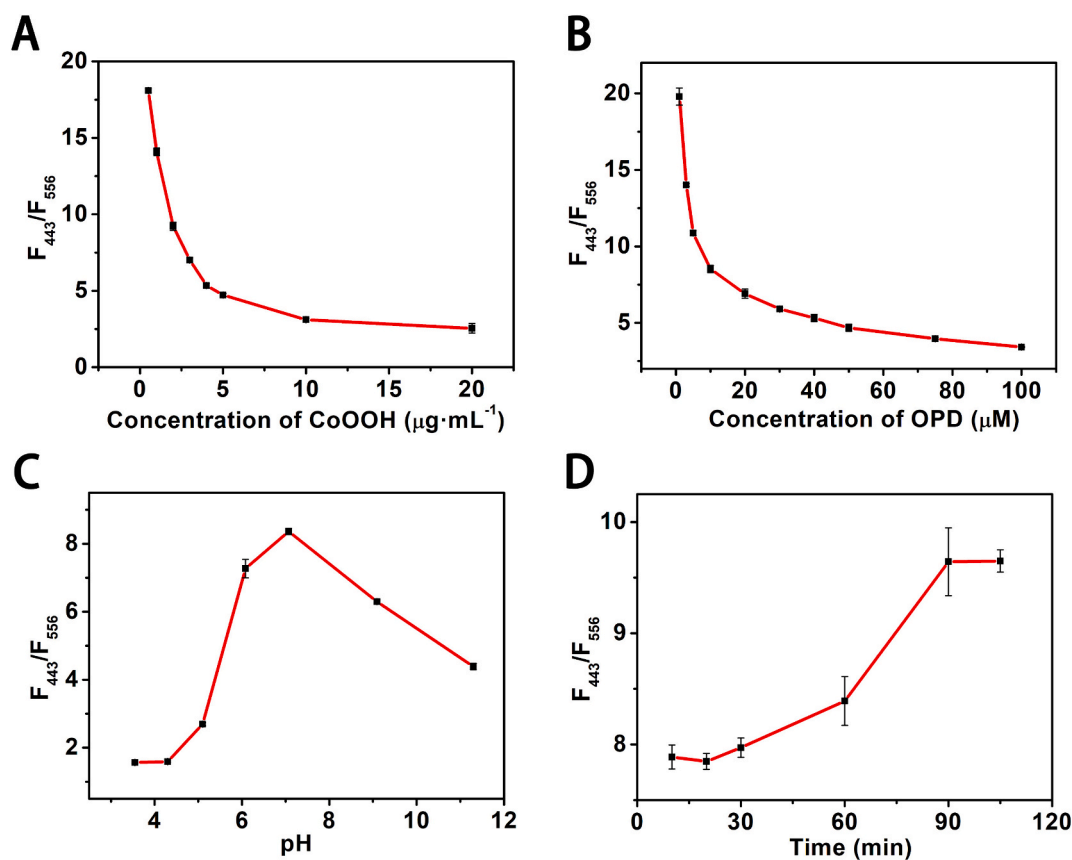 A
20
15
10
5
0
F443/F556
0 5 10 15 20
Concentration of CoOOH (μg·mL-1)
B
20
15
10
5
F443/F556
0 20 40 60 80 100
Concentration of OPD (μM)
C
8
6
4
2
F443/F556
4 6 8 10 12
pH
D
10
9
8
F443/F556
0 30 60 90 120
Time (min)